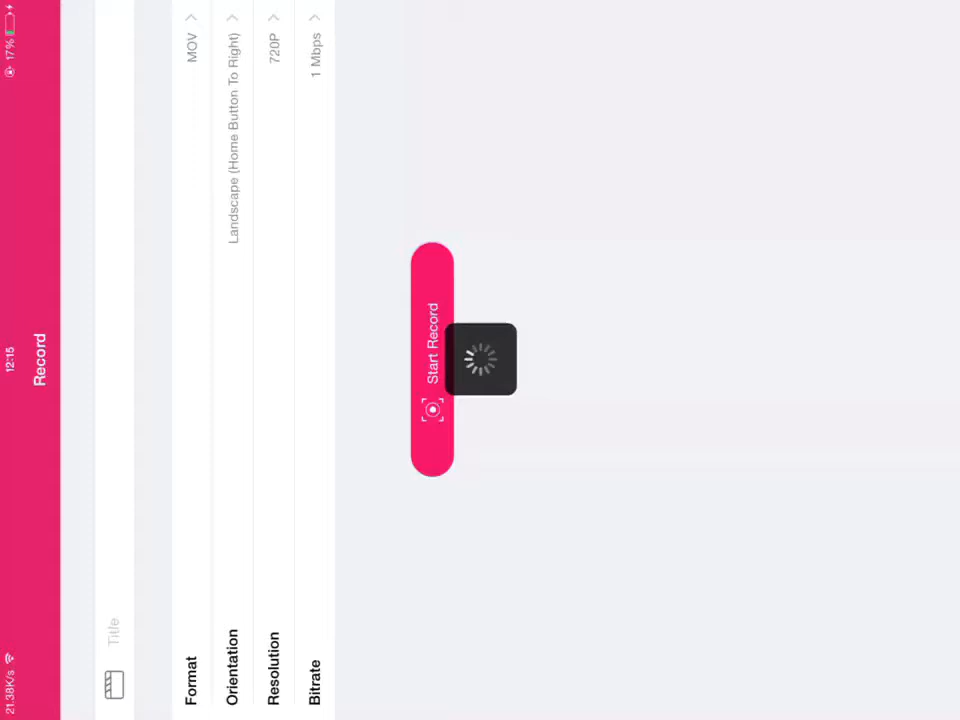 21.38K/s 12:15 17%
Record
Title
Format MOV
Orientation Landscape (Home Button To Right)
Resolution 720P
Bitrate 1 Mbps
Start Record